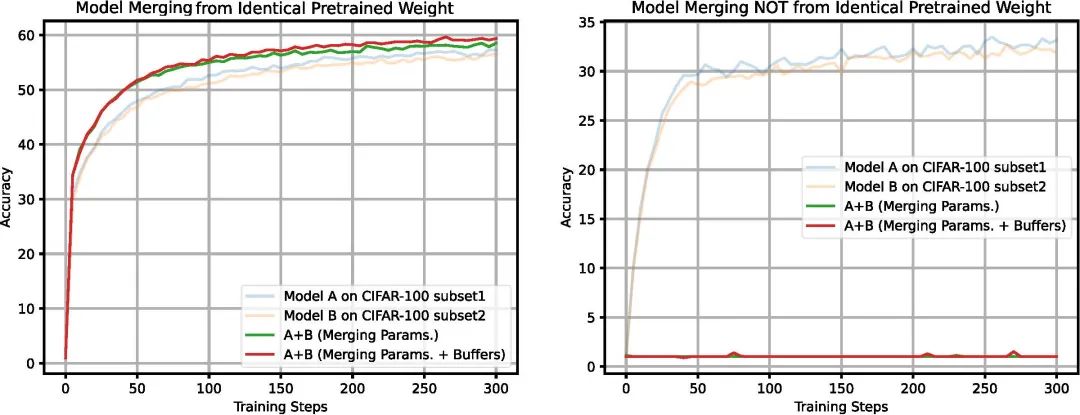 Model Merging from Identical Pretrained Weight
60
50
40
30
20
10
0
Accuracy
Model A on CIFAR-100 subset1
Model B on CIFAR-100 subset2
A+B (Merging Params.)
A+B (Merging Params. + Buffers)
0 50 100 150 200 250 300
Training Steps
Model Merging NOT from Identical Pretrained Weight
35
30
25
20
15
10
5
0
Accuracy
Model A on CIFAR-100 subset1
Model B on CIFAR-100 subset2
A+B (Merging Params.)
A+B (Merging Params. + Buffers)
0 50 100 150 200 250 300
Training Steps